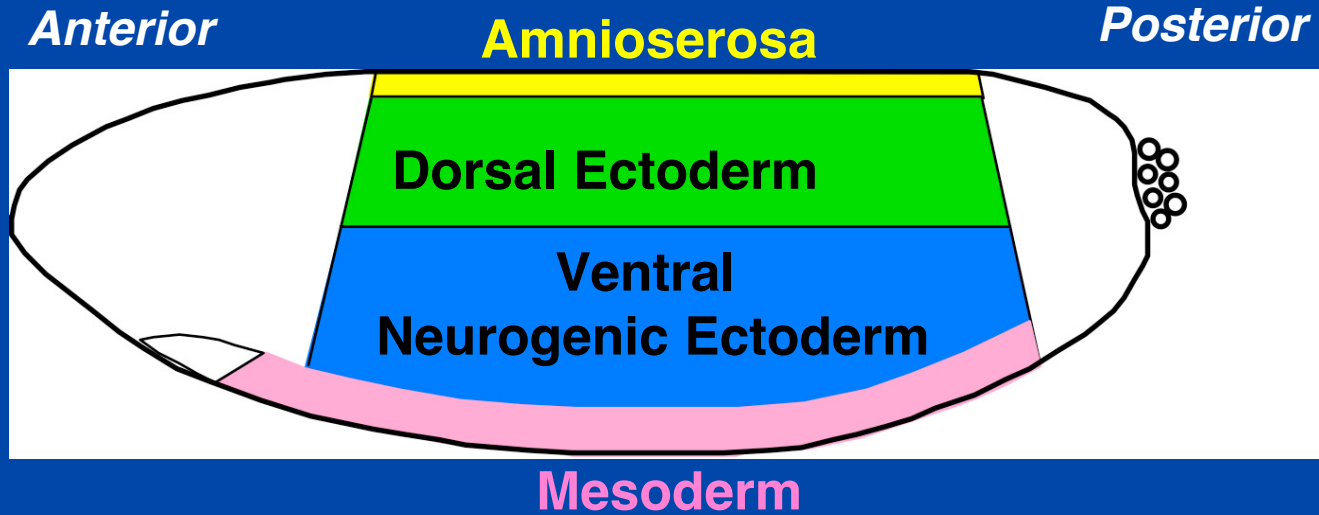 Anterior
Amnioserosa
Posterior
Dorsal Ectoderm
Ventral
Neurogenic Ectoderm
Mesoderm